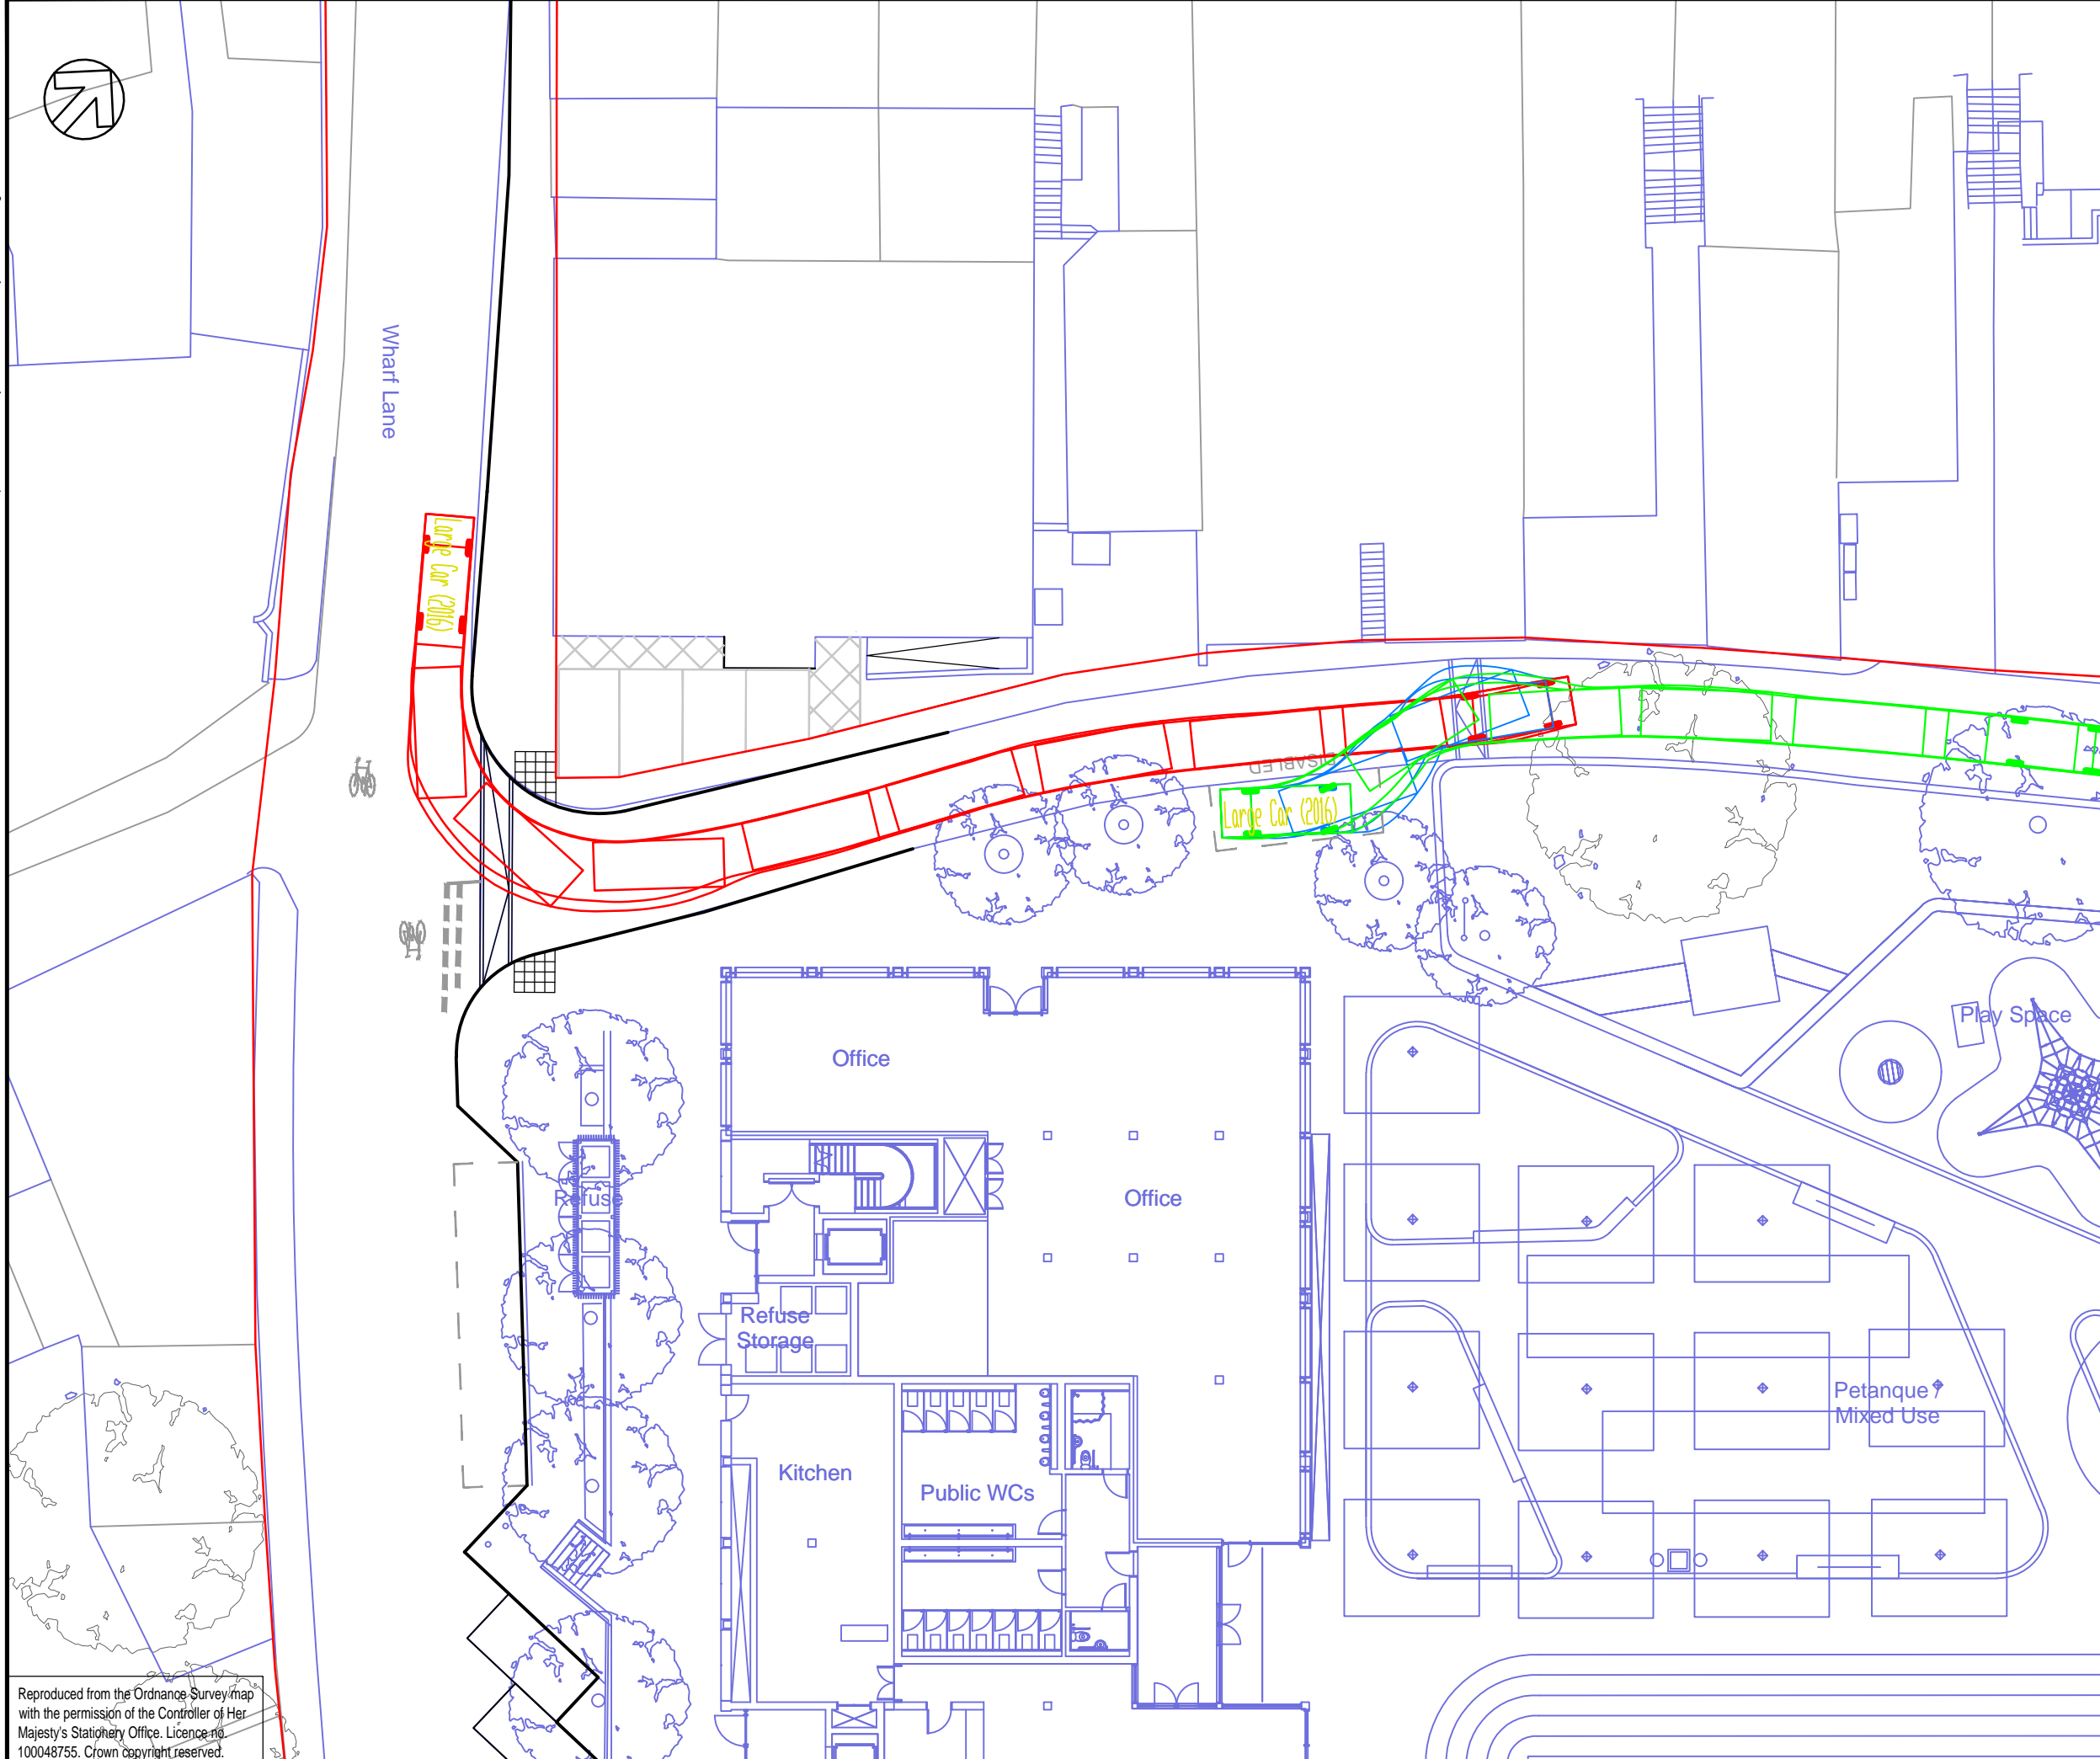 Wharf Lane
Large Car (2016)
DISABLED
Large Car (2016)
Play Space
Office
Refuse
Office
Refuse
Storage
Petanque /
Mixed Use
Kitchen
Public WCs
Reproduced from the Ordnance Survey map
with the permission of the Controller of Her
Majesty's Stationery Office. Licence no.
100048755. Crown copyright reserved.